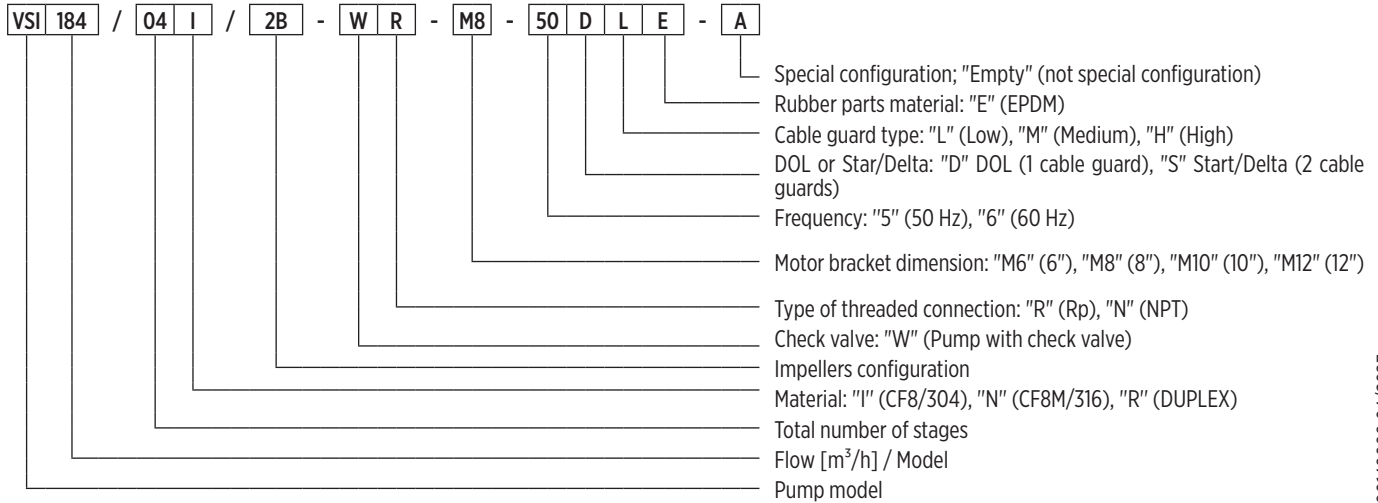 VSI 184 / 04 I / 2B - W R - M8 - 50 D L E - A
Special configuration; "Empty" (not special configuration)
Rubber parts material: "E" (EPDM)
Cable guard type: "L" (Low), "M" (Medium), "H" (High)
DOL or Star/Delta: "D" DOL (1 cable guard), "S" Start/Delta (2 cable
guards)
Frequency: "5" (50 Hz), "6" (60 Hz)
Motor bracket dimension: "M6" (6"), "M8" (8"), "M10" (10"), "M12" (12")
Type of threaded connection: "R" (Rp), "N" (NPT)
Check valve: "W" (Pump with check valve)
Impellers configuration
Material: "I" (CF8/304), "N" (CF8M/316), "R" (DUPLEX)
Total number of stages
Flow [m³/h] / Model
Pump model